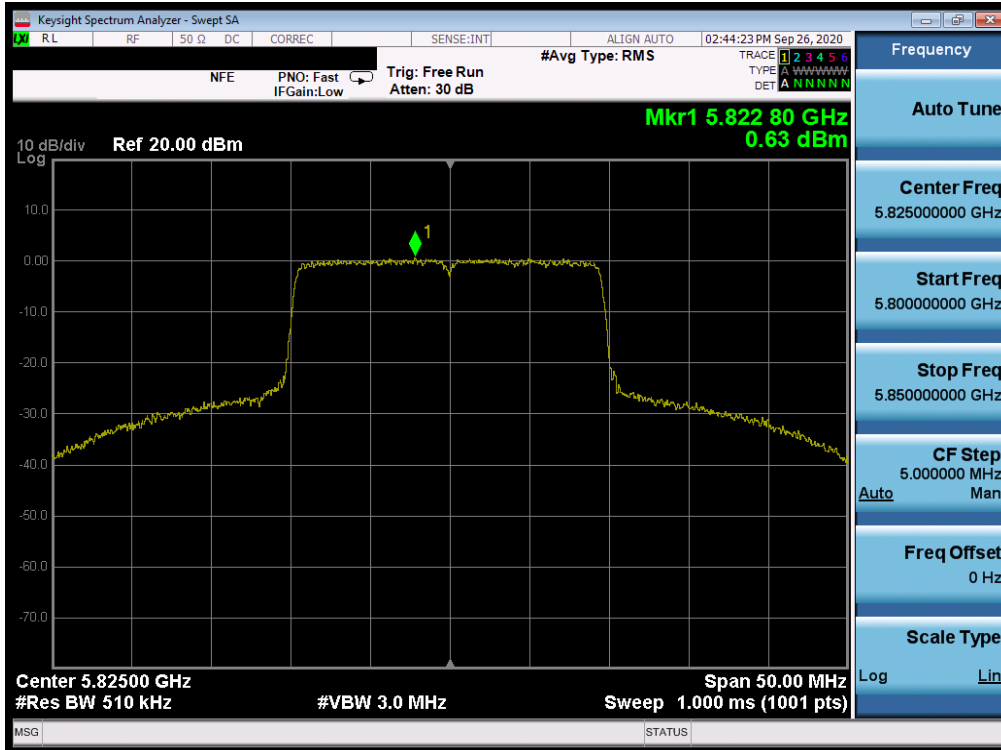 Keysight Spectrum Analyzer - Swept SA
LXI RL RF 50 Ω DC CORREC SENSE:INT ALIGN AUTO 02:44:23 PM Sep 26, 2020
#Avg Type: RMS
TRACE 1 2 3 4 5 6
NFE PNO: Fast Trig: Free Run
TYPE A WWWWW
IFGain:Low Atten: 30 dB
DET A N N N N N
Mkr1 5.822 80 GHz
0.63 dBm
10 dB/div Ref 20.00 dBm
Log
1
10.0
0.00
-10.0
-20.0
-30.0
-40.0
-50.0
-60.0
-70.0
Center 5.82500 GHz Span 50.00 MHz
#Res BW 510 kHz #VBW 3.0 MHz Sweep 1.000 ms (1001 pts)
MSG STATUS
Frequency
Auto Tune
Center Freq
5.825000000 GHz
Start Freq
5.800000000 GHz
Stop Freq
5.850000000 GHz
CF Step
5.000000 MHz
Auto Man
Freq Offset
0 Hz
Scale Type
Log Lin